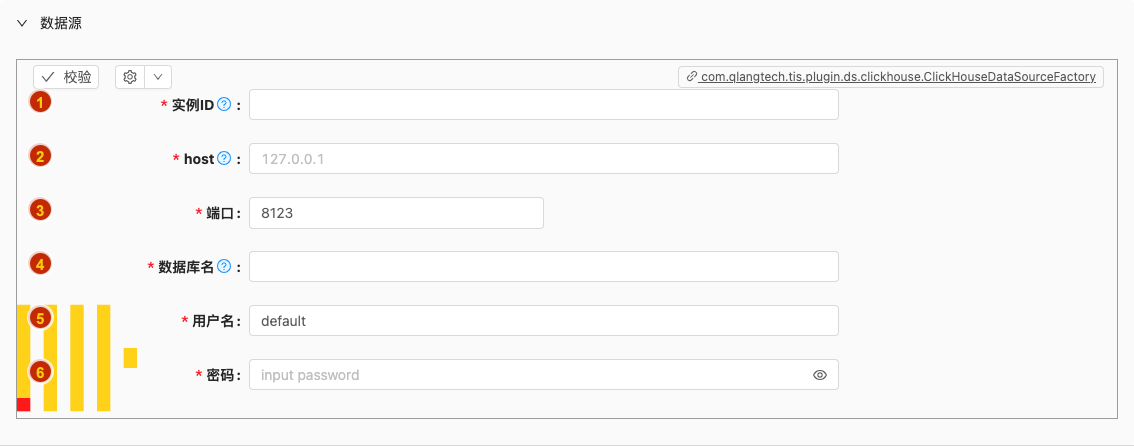 数据源
校验 com.qlangtech.tis.plugin.ds.clickhouse.ClickHouseDataSourceFactory
1 * 实例ID ? :
2 * host ? : 127.0.0.1
3 * 端口 : 8123
4 * 数据库名 ? :
5 * 用户名 : default
6 * 密码 : input password